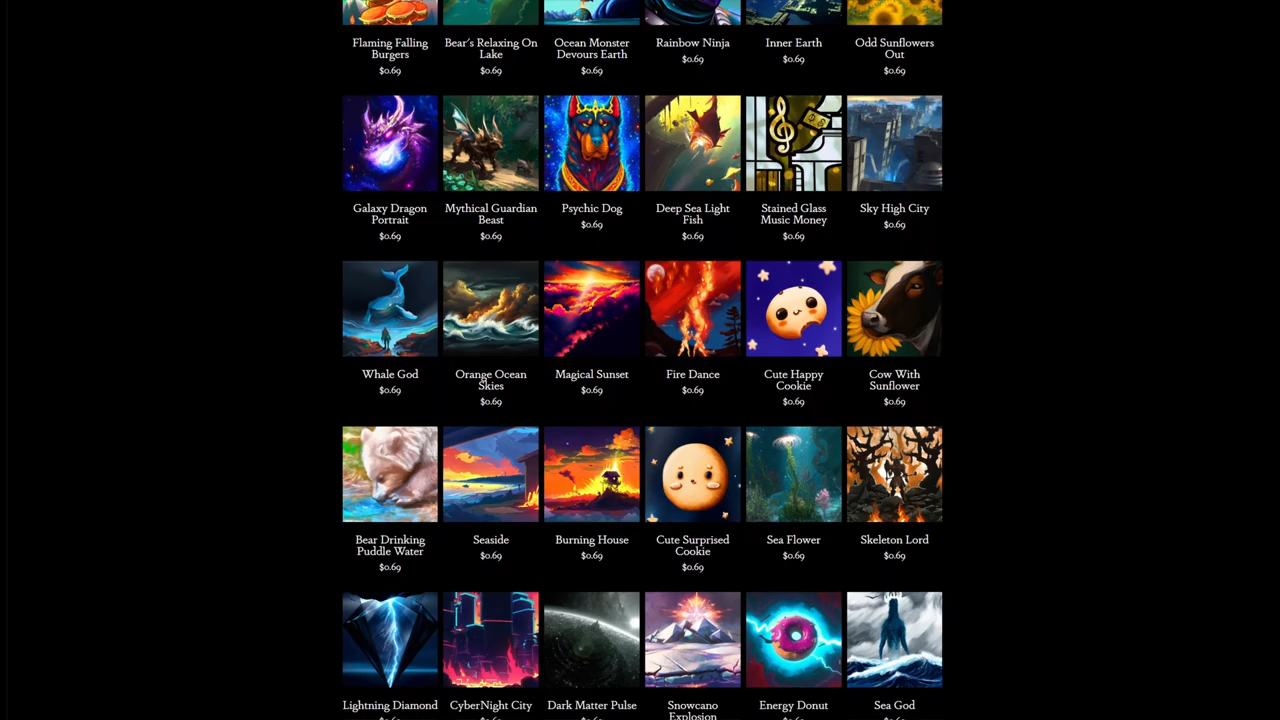 Flaming Falling
Burgers
$0.69
Bear's Relaxing On
Lake
$0.69
Ocean Monster
Devours Earth
$0.69
Rainbow Ninja
$0.69
Inner Earth
$0.69
Odd Sunflowers
Out
$0.69
Galaxy Dragon
Portrait
$0.69
Mythical Guardian
Beast
$0.69
Psychic Dog
$0.69
Deep Sea Light
Fish
$0.69
Stained Glass
Music Money
$0.69
Sky High City
$0.69
Whale God
$0.69
Orange Ocean
Skies
$0.69
Magical Sunset
$0.69
Fire Dance
$0.69
Cute Happy
Cookie
$0.69
Cow With
Sunflower
$0.69
Bear Drinking
Puddle Water
$0.69
Seaside
$0.69
Burning House
$0.69
Cute Surprised
Cookie
$0.69
Sea Flower
$0.69
Skeleton Lord
$0.69
Lightning Diamond
CyberNight City
Dark Matter Pulse
Snowcano
Explosion
Energy Donut
Sea God